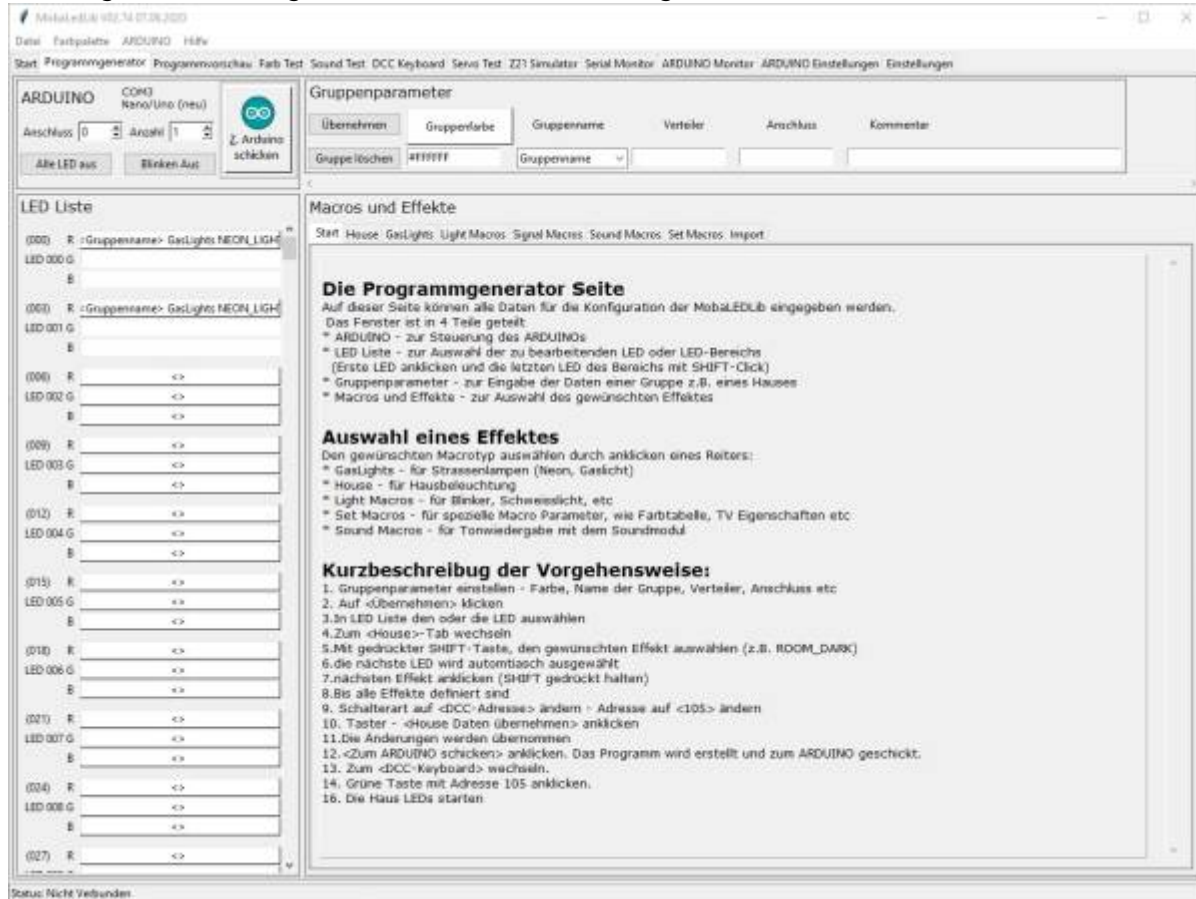 MobaLedLib V02.74 07.06.2020
Datei Farbpalette ARDUINO Hilfe
Start Programmgenerator Programmvorschau Farb Test Sound Test DCC Keyboard Servo Test Z21 Simulator Serial Monitor ARDUINO Monitor ARDUINO Einstellungen Einstellungen
ARDUINO COM3
Nano/Uno (neu)
Anschluss 0 Anzahl 1
Z. Arduino schicken
Alle LED aus Blinken Aus
Gruppenparameter
Übernehmen Gruppenfarbe Gruppenname Verteiler Anschluss Kommentar
Gruppe löschen #FFFFFF Gruppenname
LED Liste
(000) R <Gruppenname> GasLights NEON_LIGH
LED 000 G
B
(003) R <Gruppenname> GasLights NEON_LIGH
LED 001 G
B
(006) R <>
LED 002 G <>
B <>
(009) R <>
LED 003 G <>
B <>
(012) R <>
LED 004 G <>
B <>
(015) R <>
LED 005 G <>
B <>
(018) R <>
LED 006 G <>
B <>
(021) R <>
LED 007 G <>
B <>
(024) R <>
LED 008 G <>
B <>
(027) R <>
Macros und Effekte
Start House GasLights Light Macros Signal Macros Sound Macros Set Macros Import
Die Programmgenerator Seite
Auf dieser Seite können alle Daten für die Konfiguration der MobaLEDLib eingegeben werden.
Das Fenster ist in 4 Teile geteilt
* ARDUINO - zur Steuerung des ARDUINOs
* LED Liste - zur Auswahl der zu bearbeitenden LED oder LED-Bereichs
(Erste LED anklicken und die letzten LED des Bereichs mit SHIFT-Click)
* Gruppenparameter - zur Eingabe der Daten einer Gruppe z.B. eines Hauses
* Macros und Effekte - zur Auswahl des gewünschten Effektes
Auswahl eines Effektes
Den gewünschten Macrotyp auswählen durch anklicken eines Reiters:
* GasLights - für Strassenlampen (Neon, Gaslicht)
* House - für Hausbeleuchtung
* Light Macros - für Blinker, Schweisslicht, etc
* Set Macros - für spezielle Macro Parameter, wie Farbtabelle, TV Eigenschaften etc
* Sound Macros - für Tonwiedergabe mit dem Soundmodul
Kurzbeschreibug der Vorgehensweise:
1. Gruppenparameter einstellen - Farbe, Name der Gruppe, Verteiler, Anschluss etc
2. Auf <Übernehmen> klicken
3.In LED Liste den oder die LED auswählen
4.Zum <House>-Tab wechseln
5.Mit gedrückter SHIFT-Taste, den gewünschten Effekt auswählen (z.B. ROOM_DARK)
6.die nächste LED wird automtiasch ausgewählt
7.nächsten Effekt anklicken (SHIFT gedrückt halten)
8.Bis alle Effekte definiert sind
9. Schalterart auf <DCC-Adresse> ändern - Adresse auf <105> ändern
10. Taster - <House Daten übernehmen> anklicken
11.Die Änderungen werden übernommen
12.<Zum ARDUINO schicken> anklicken. Das Programm wird erstellt und zum ARDUINO geschickt.
13. Zum <DCC-Keyboard> wechseln.
14. Grüne Taste mit Adresse 105 anklicken.
16. Die Haus LEDs starten
Status: Nicht Verbunden